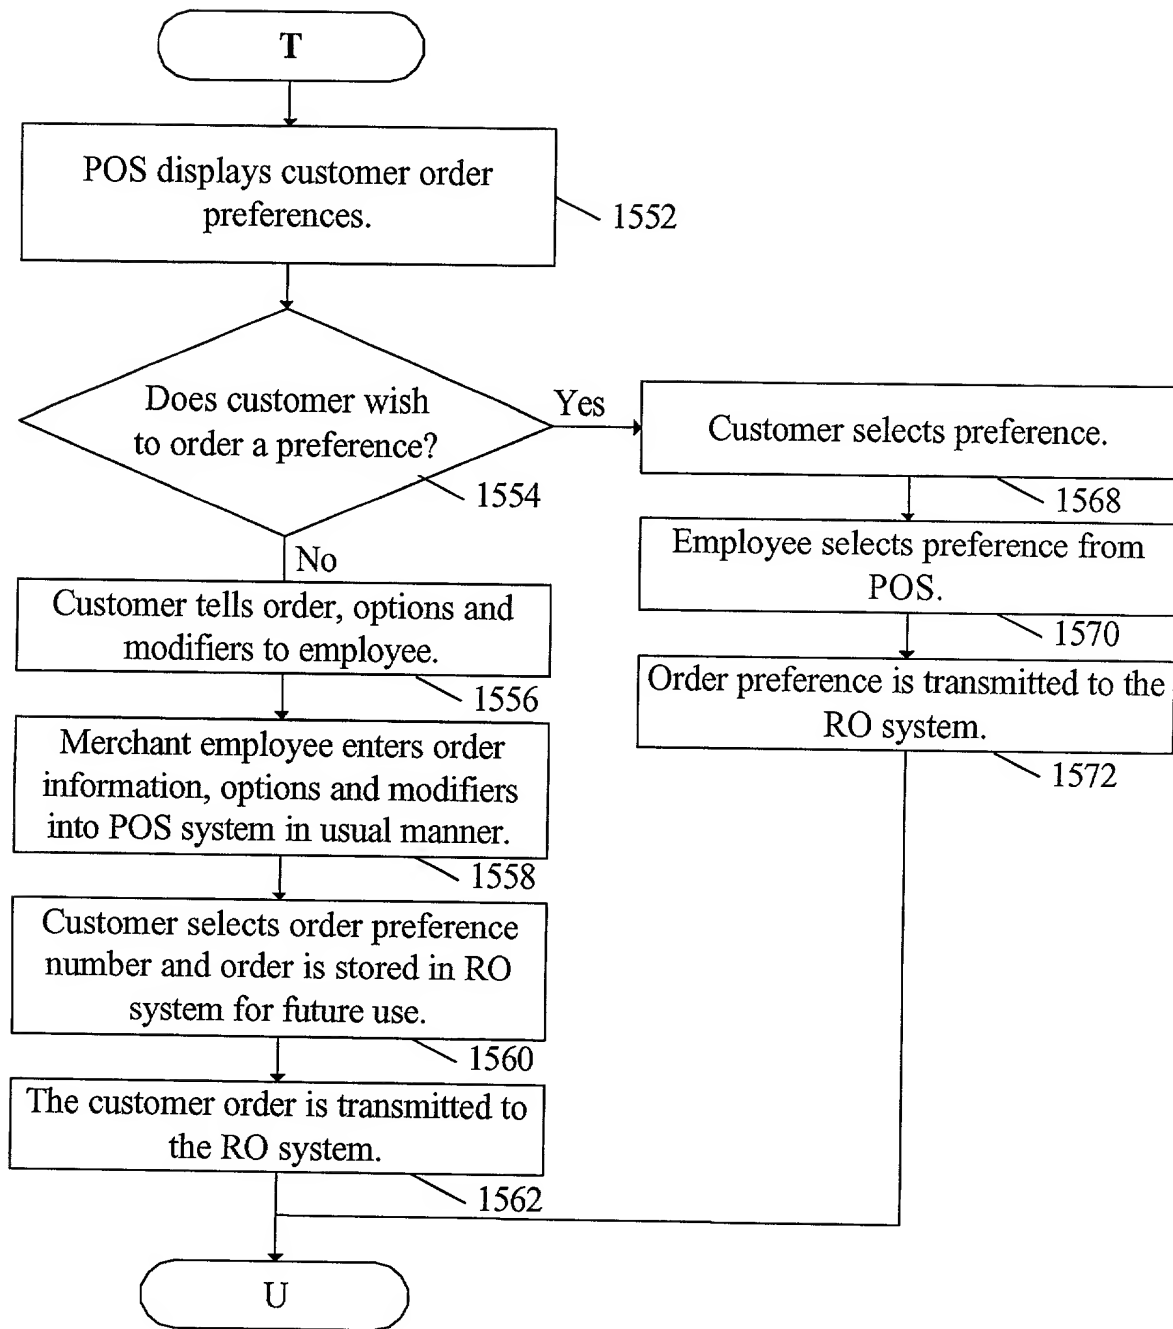 T
POS displays customer order
preferences.
1552
Does customer wish
to order a preference?
1554
Yes
No
Customer selects preference.
1568
Employee selects preference from
POS.
1570
Order preference is transmitted to the
RO system.
1572
Customer tells order, options and
modifiers to employee.
1556
Merchant employee enters order
information, options and modifiers
into POS system in usual manner.
1558
Customer selects order preference
number and order is stored in RO
system for future use.
1560
The customer order is transmitted to
the RO system.
1562
U